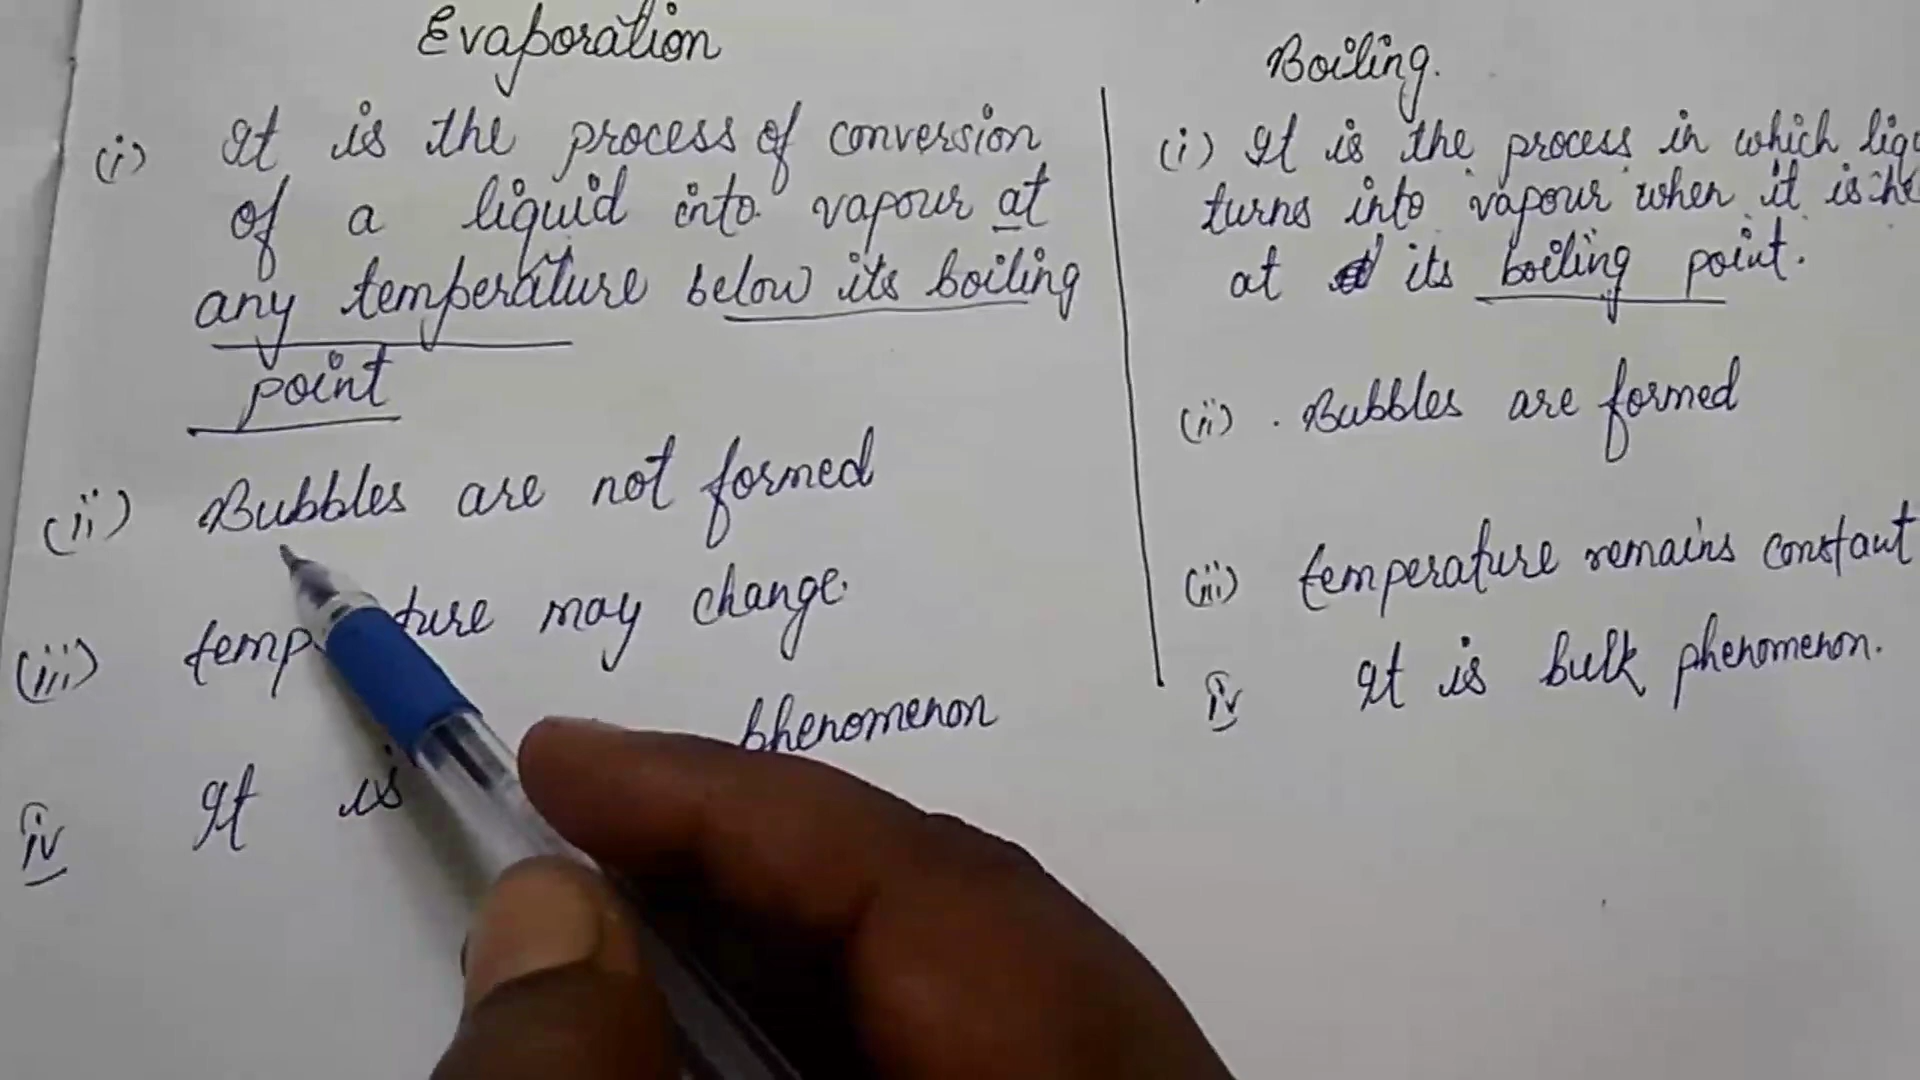 Evaporation
(i) It is the process of conversion
of a liquid into vapour at
any temperature below its boiling
point
(ii) Bubbles are not formed
(iii) may change.
iv It is phenomenon
Boiling.
(i) It is the process in which
turns into vapour when it is
at its boiling point.
(ii) . Bubbles are formed
(iii) temperature remains constant
iv It is bulk phenomenon.